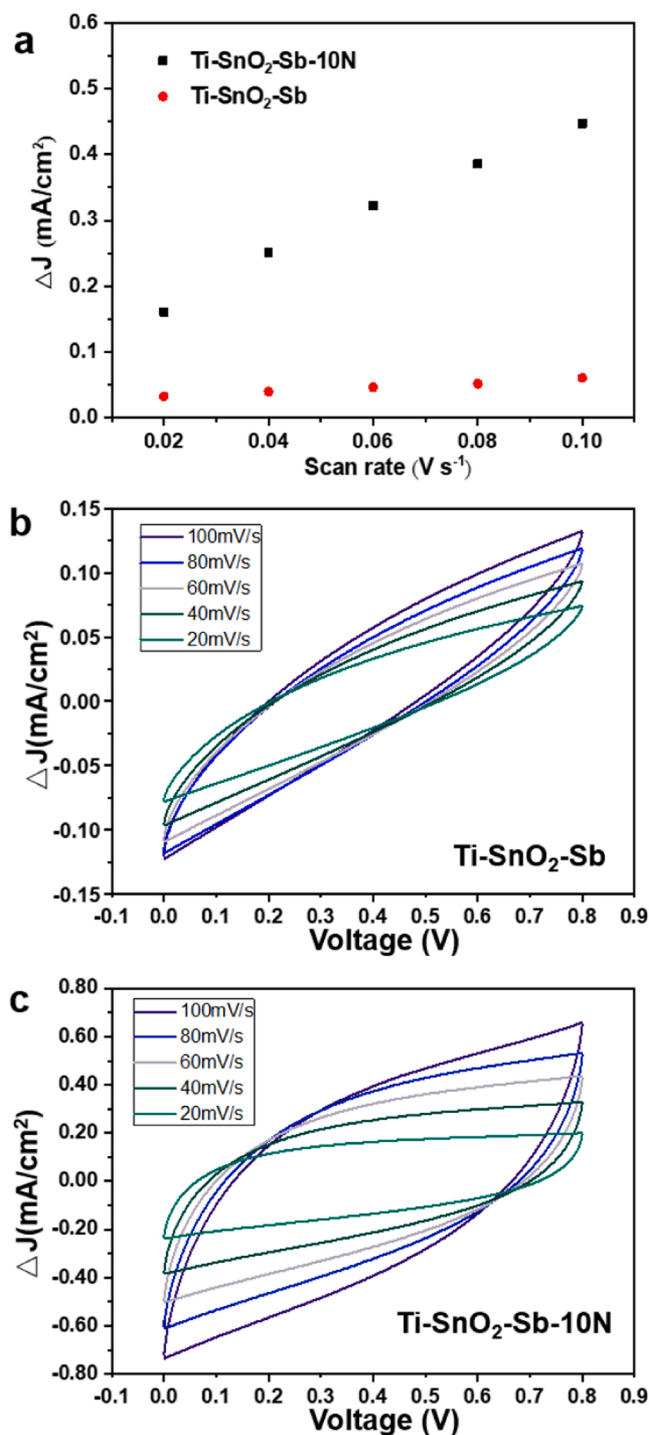 a
0.6
0.5
0.4
0.3
0.2
0.1
0.0
△J (mA/cm²)
Ti-SnO₂-Sb-10N
Ti-SnO₂-Sb
0.02 0.04 0.06 0.08 0.10
Scan rate (V s⁻¹)
b
0.15
0.10
0.05
0.00
-0.05
-0.10
-0.15
△J(mA/cm²)
100mV/s
80mV/s
60mV/s
40mV/s
20mV/s
Ti-SnO₂-Sb
-0.1 0.0 0.1 0.2 0.3 0.4 0.5 0.6 0.7 0.8 0.9
Voltage (V)
c
0.80
0.60
0.40
0.20
0.00
-0.20
-0.40
-0.60
-0.80
△J(mA/cm²)
100mV/s
80mV/s
60mV/s
40mV/s
20mV/s
Ti-SnO₂-Sb-10N
-0.1 0.0 0.1 0.2 0.3 0.4 0.5 0.6 0.7 0.8 0.9
Voltage (V)